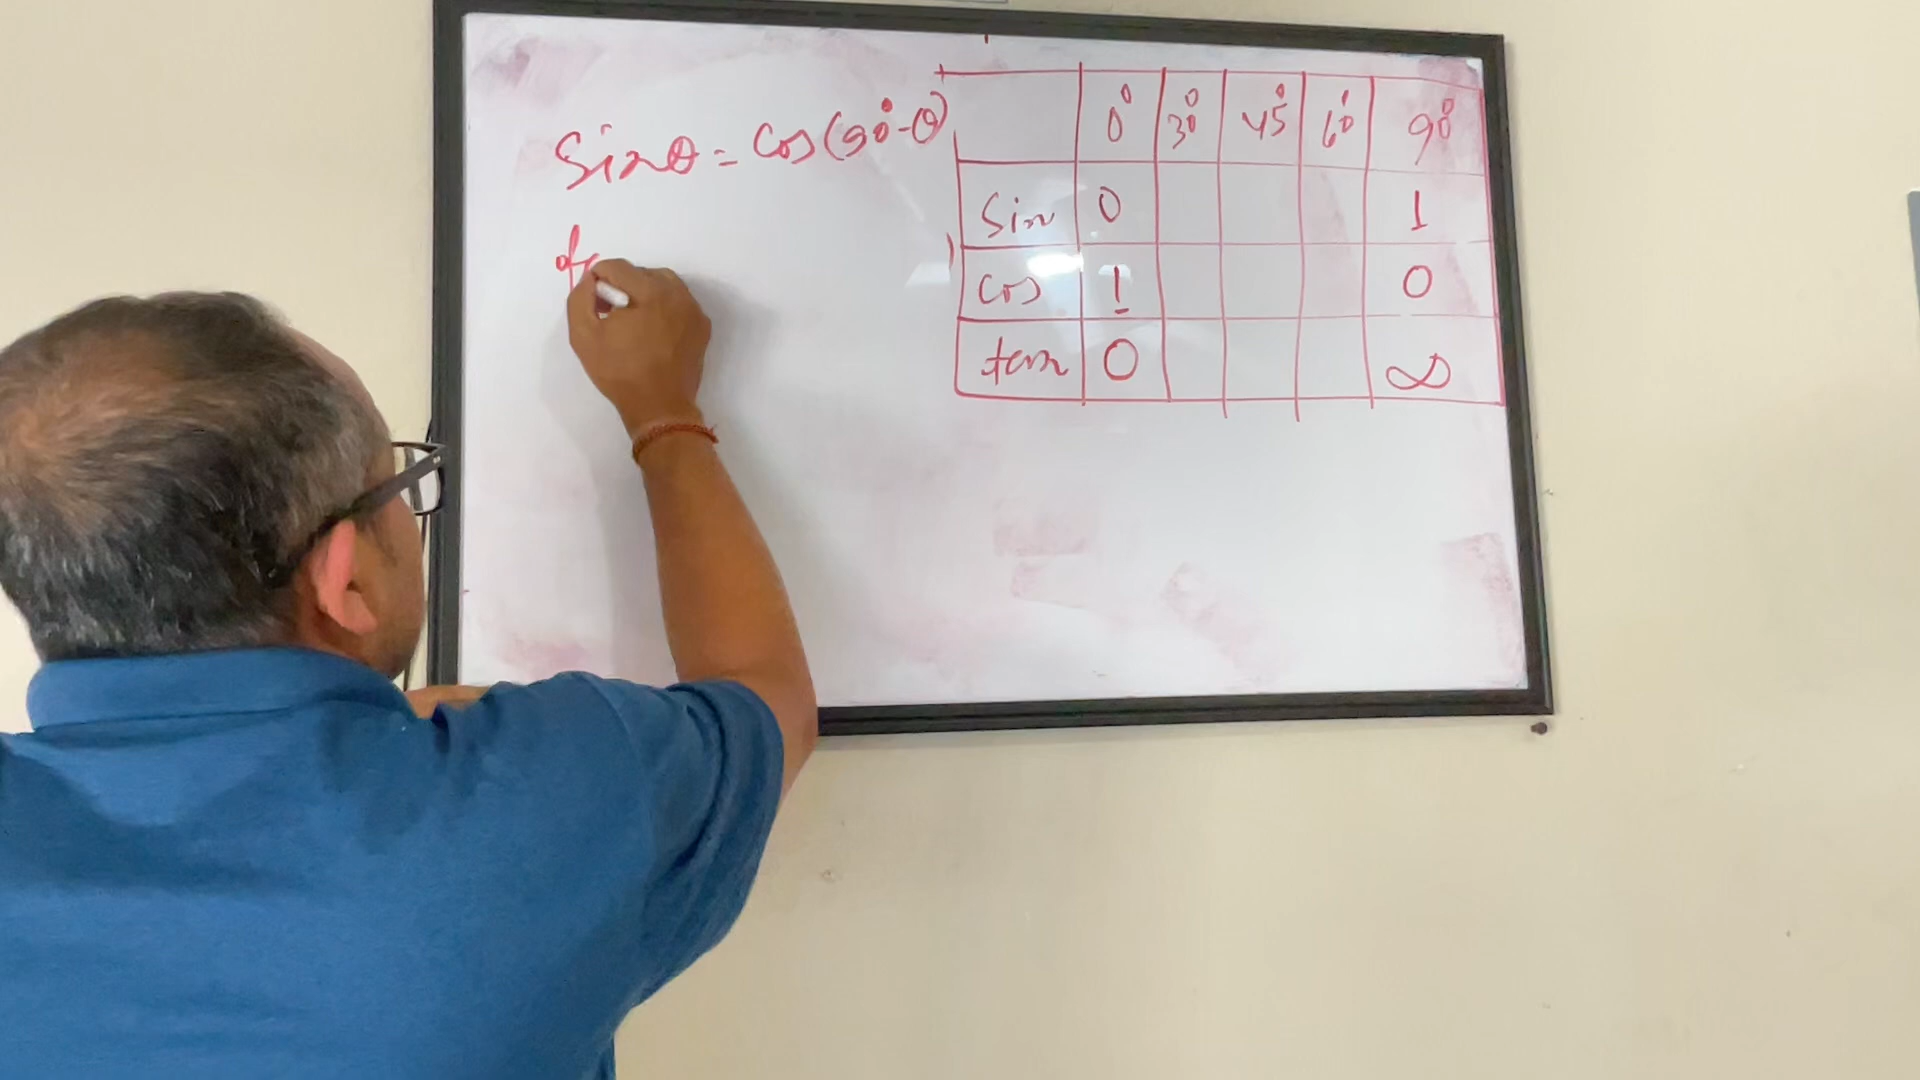 Sinθ = Cos(90°-θ)
0° 30° 45° 60° 90°
Sin 0 1
Cos 1 0
tan 0 ∞